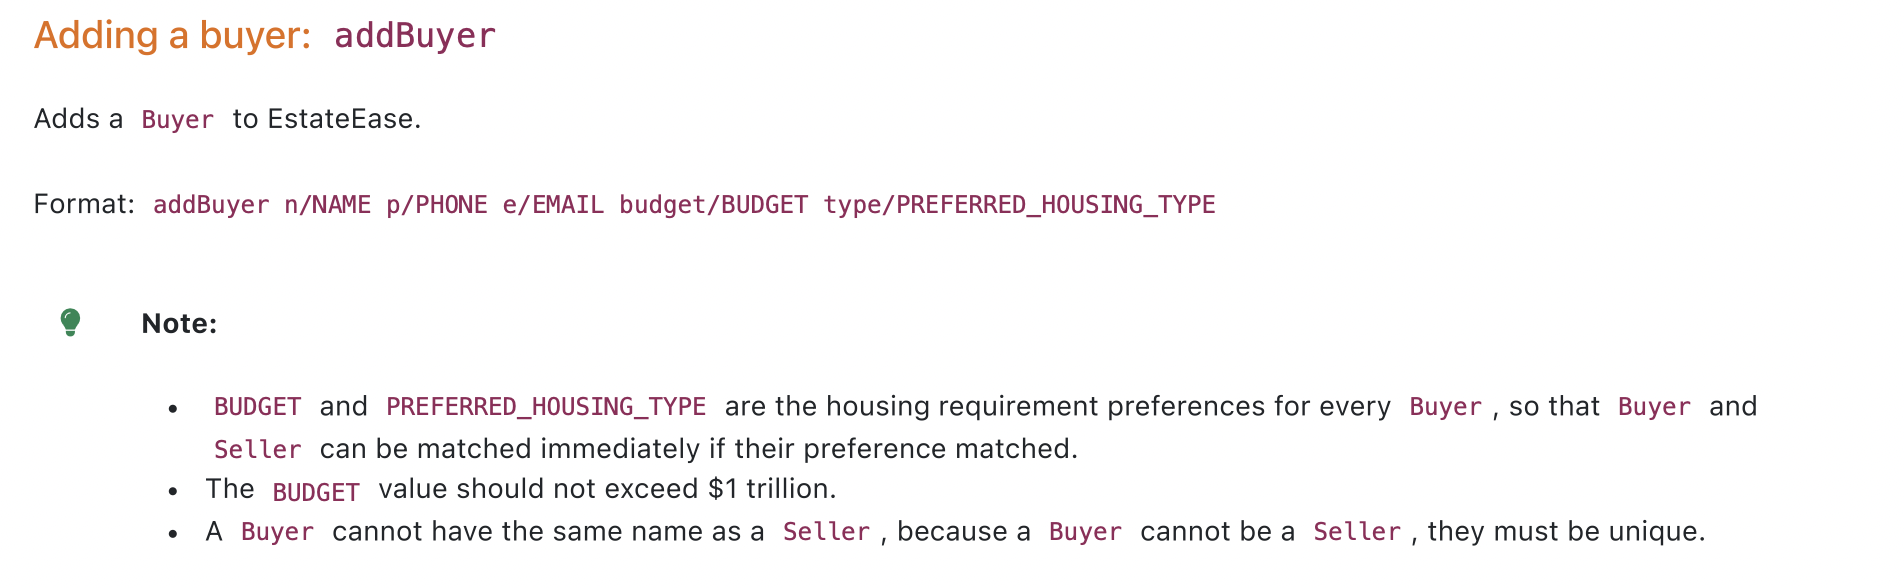 Adding a buyer: addBuyer
Adds a Buyer to EstateEase.
Format: addBuyer n/NAME p/PHONE e/EMAIL budget/BUDGET type/PREFERRED_HOUSING_TYPE
Note:
• BUDGET and PREFERRED_HOUSING_TYPE are the housing requirement preferences for every Buyer , so that Buyer and
Seller can be matched immediately if their preference matched.
• The BUDGET value should not exceed $1 trillion.
• A Buyer cannot have the same name as a Seller , because a Buyer cannot be a Seller , they must be unique.